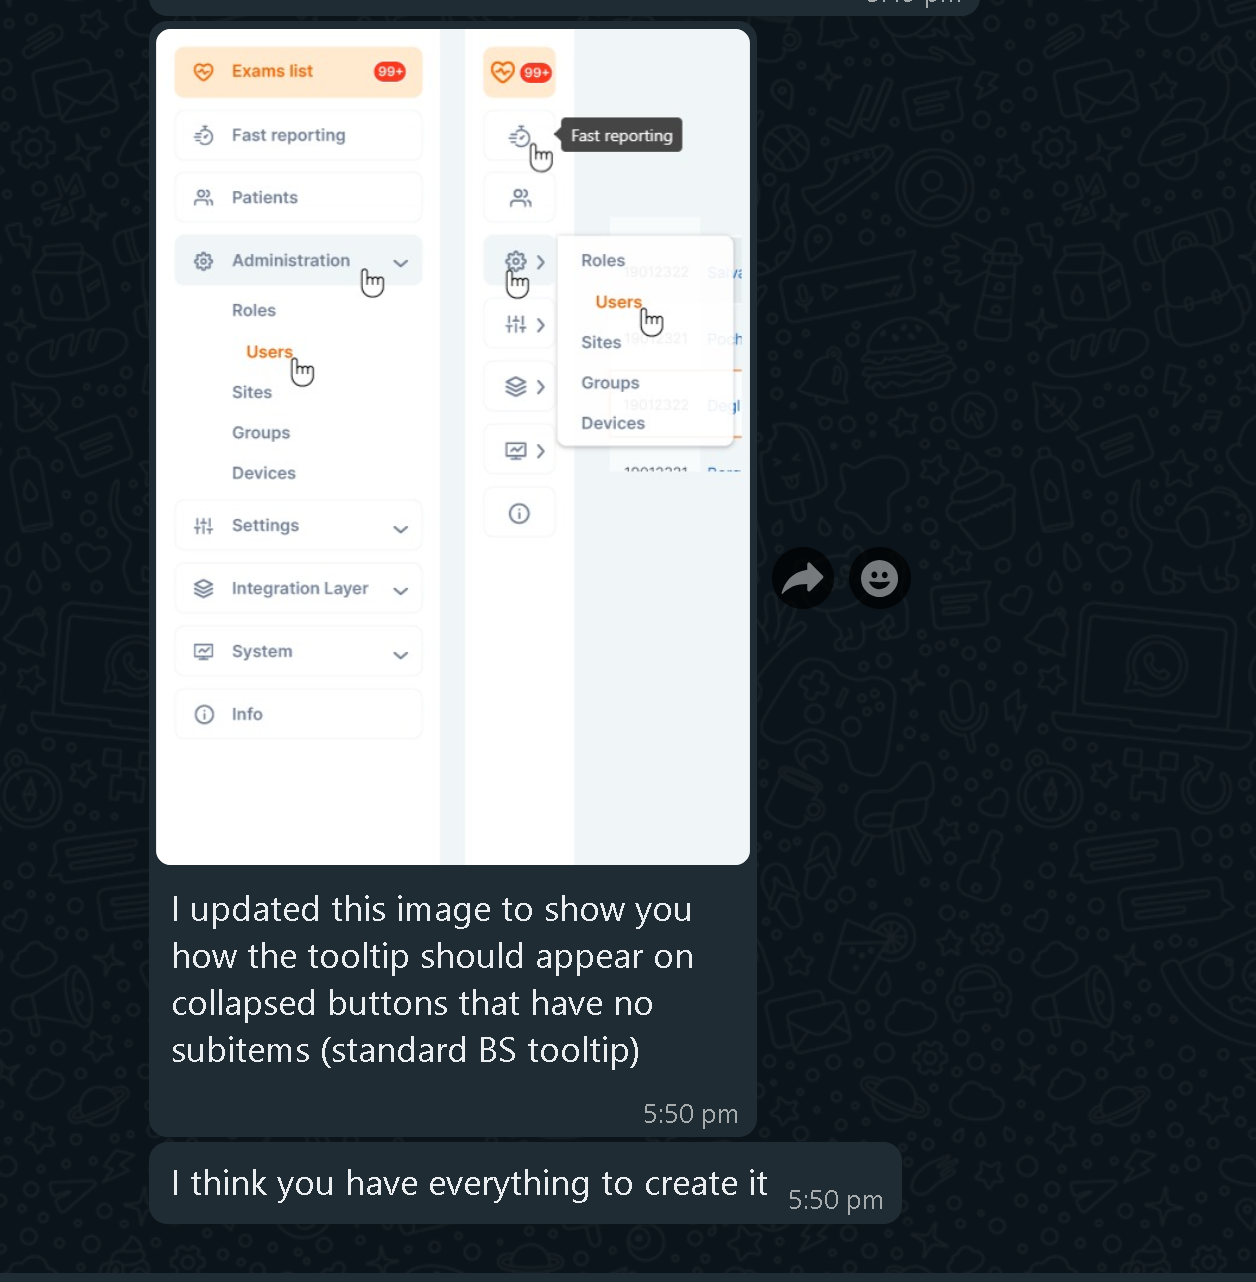 Exams list 99+
Fast reporting
Patients
Administration
Roles
Users
Sites
Groups
Devices
Settings
Integration Layer
System
Info
99+
Fast reporting
Roles
19012322
Users
Sites
Groups
19012322
Devices
I updated this image to show you
how the tooltip should appear on
collapsed buttons that have no
subitems (standard BS tooltip)
5:50 pm
I think you have everything to create it
5:50 pm